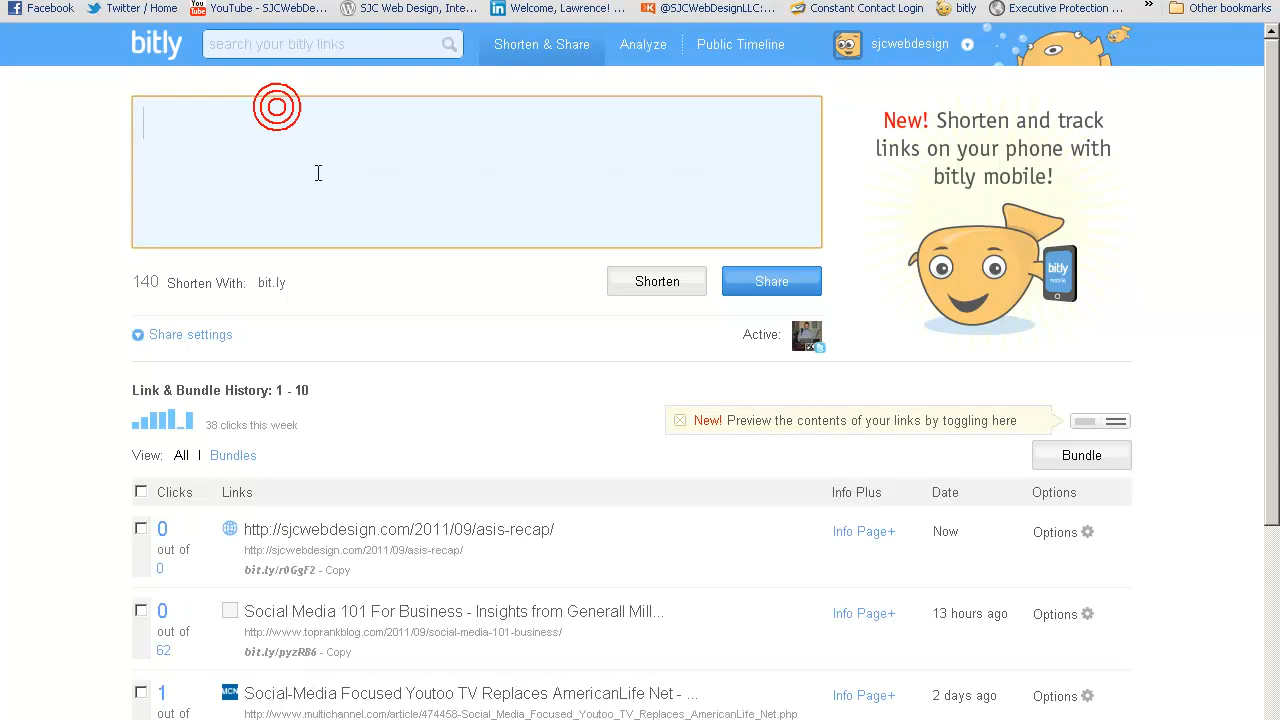 Facebook Twitter / Home YouTube - SJCWebDe... SJC Web Design, Inte... Welcome, Lawrence! ... @SJCWebDesignLLC:... Constant Contact Login bitly Executive Protection ... » Other bookmarks
bitly search your bitly links Shorten & Share Analyze Public Timeline sjcwebdesign
New! Shorten and track
links on your phone with
bitly mobile!
bitly
mobile
140 Shorten With: bit.ly Shorten Share
Share settings Active:
Link & Bundle History: 1 - 10
38 clicks this week New! Preview the contents of your links by toggling here
View: All | Bundles Bundle
Clicks Links Info Plus Date Options
0 http://sjcwebdesign.com/2011/09/asis-recap/ Info Page+ Now Options
out of http://sjcwebdesign.com/2011/09/asis-recap/
0 bit.ly/r0GgF2 - Copy
0 Social Media 101 For Business - Insights from Generall Mill... Info Page+ 13 hours ago Options
out of http://www.toprankblog.com/2011/09/social-media-101-business/
62 bit.ly/pyzRB6 - Copy
1 MCN Social-Media Focused Youtoo TV Replaces AmericanLife Net - ... Info Page+ 2 days ago Options
out of http://www.multichannel.com/article/474458-Social_Media_Focused_Youtoo_TV_Replaces_AmericanLife_Net.php